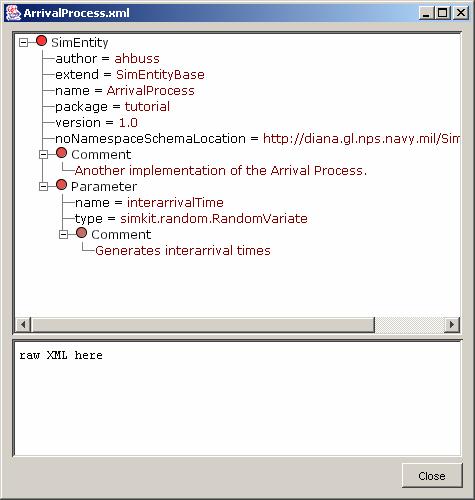 ArrivalProcess.xml
SimEntity
author = ahbuss
extend = SimEntityBase
name = ArrivalProcess
package = tutorial
version = 1.0
noNamespaceSchemaLocation = http://diana.gl.nps.navy.mil/Sim
Comment
Another implementation of the Arrival Process.
Parameter
name = interarrivalTime
type = simkit.random.RandomVariate
Comment
Generates interarrival times
raw XML here
Close